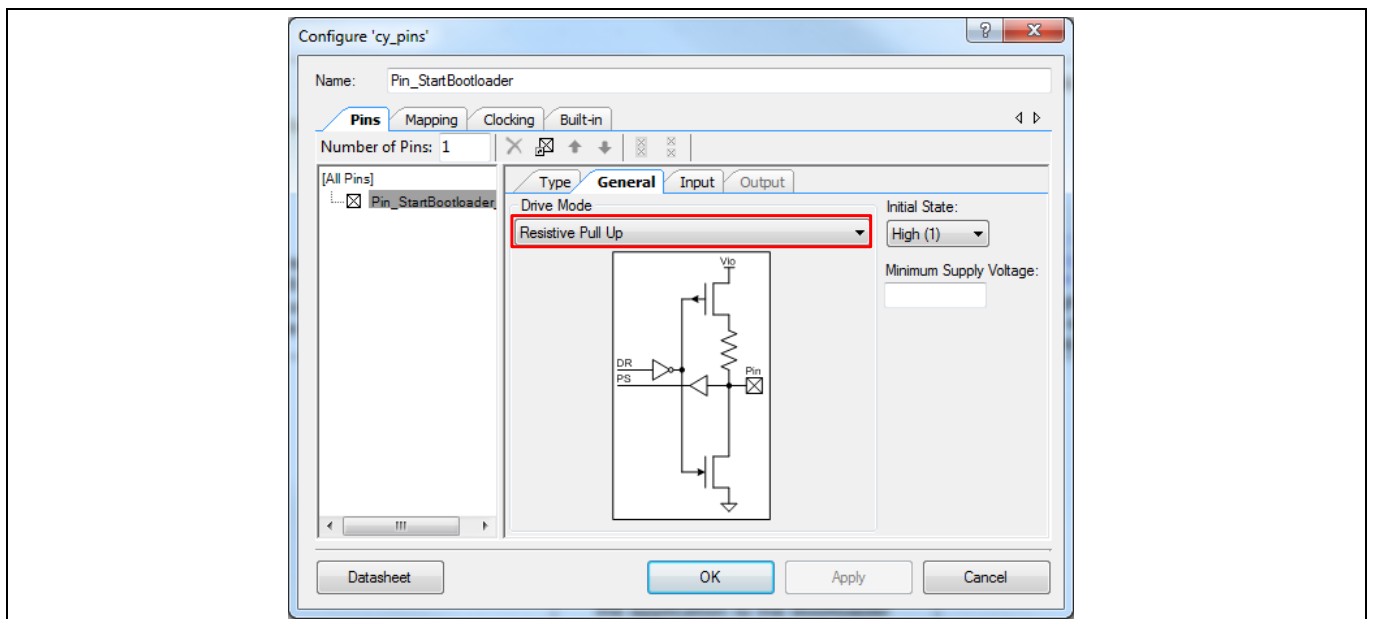 Configure 'cy_pins'
Name: Pin_StartBootloader
Pins Mapping Clocking Built-in
Number of Pins: 1
[All Pins]
Pin_StartBootloader_
Type General Input Output
Drive Mode
Resistive Pull Up
Initial State:
High (1)
Minimum Supply Voltage:
Vio
DR
PS
Pin
Datasheet OK Apply Cancel